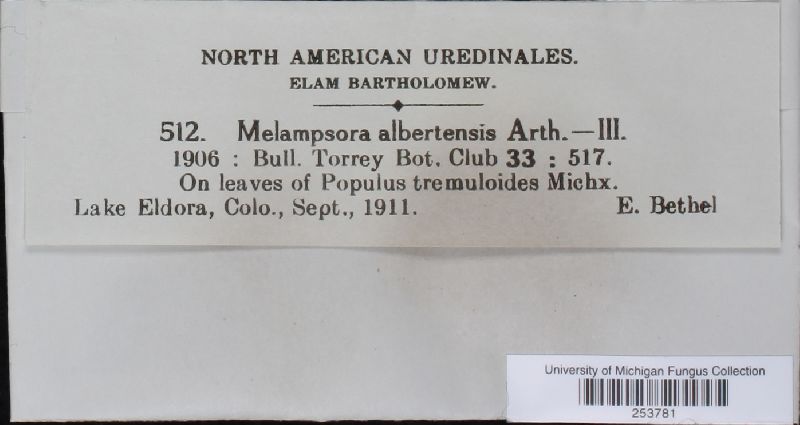 NORTH AMERICAN UREDINALES.
ELAM BARTHOLOMEW.
512. Melampsora albertensis Arth.—III.
1906 : Bull. Torrey Bot. Club 33 : 517.
On leaves of Populus tremuloides Michx.
Lake Eldora, Colo., Sept., 1911. E. Bethel
University of Michigan Fungus Collection
253781